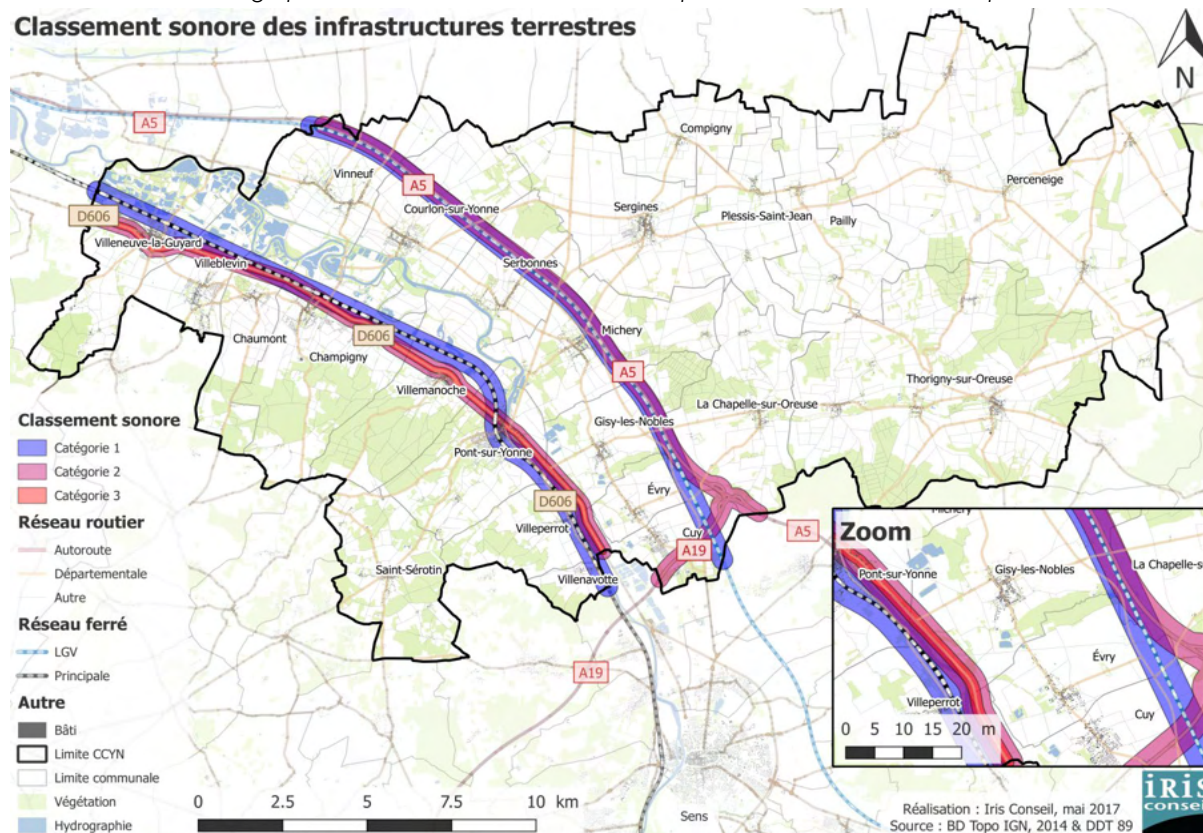 Classement sonore des infrastructures terrestres
N
A5
A5
Compigny
Vinneuf
Perceneige
Courlon-sur-Yonne
Sergines
Plessis-Saint-Jean
Pailly
D606
Villeneuve-la-Guyard
Villeblevin
Serbonnes
Michery
D606
Chaumont
Champigny
A5
Villemanoche
Thorigny-sur-Oreuse
La Chapelle-sur-Oreuse
Gisy-les-Nobles
Pont-sur-Yonne
Évry
D606
Villeperrot
Cuy
A5
A19
Saint-Sérotin
Villenavotte
A19
Sens
Classement sonore
Catégorie 1
Catégorie 2
Catégorie 3
Réseau routier
Autoroute
Départementale
Autre
Réseau ferré
LGV
Principale
Autre
Bâti
Limite CCYN
Limite communale
Végétation
Hydrographie
0 2.5 5 7.5 10 km
Zoom
Michery
Pont-sur-Yonne
Gisy-les-Nobles
La Chapelle-s
Évry
Villeperrot
Cuy
0 5 10 15 20 m
Réalisation : Iris Conseil, mai 2017
Source : BD Topo IGN, 2014 & DDT 89
iRiS
conseil